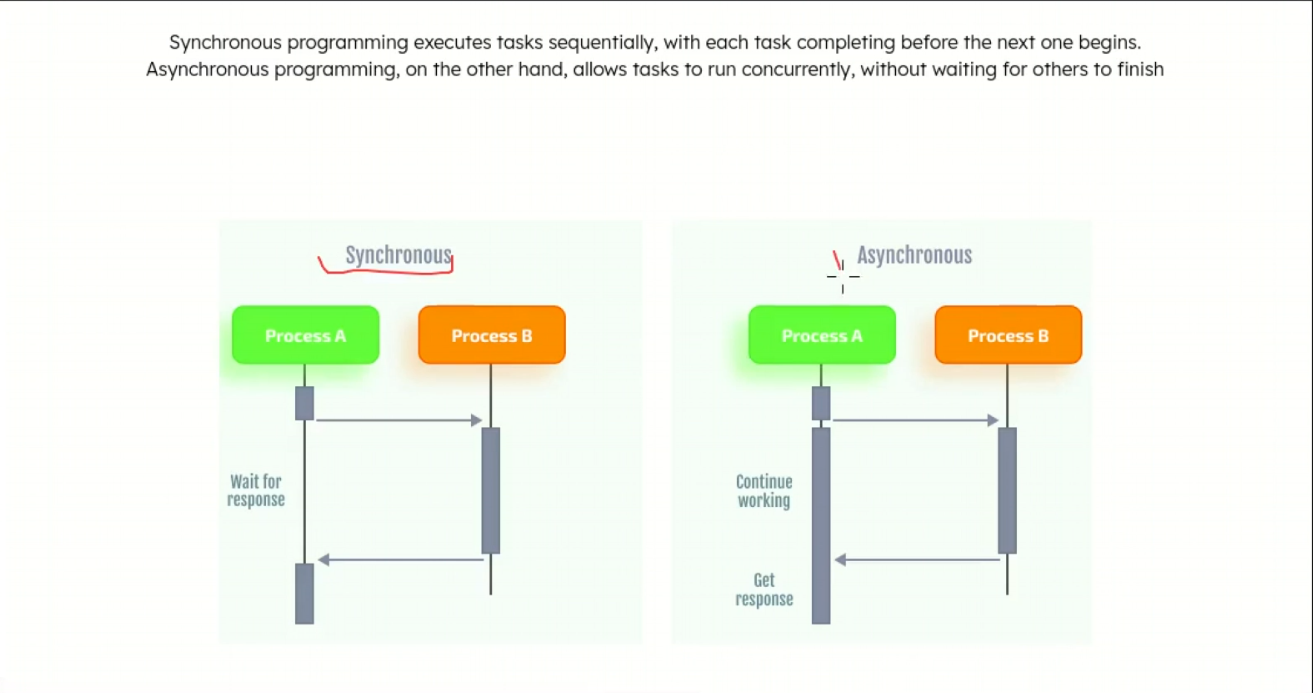 Synchronous programming executes tasks sequentially, with each task completing before the next one begins.
Asynchronous programming, on the other hand, allows tasks to run concurrently, without waiting for others to finish
Synchronous
Process A
Process B
Wait for
response
Asynchronous
Process A
Process B
Continue
working
Get
response